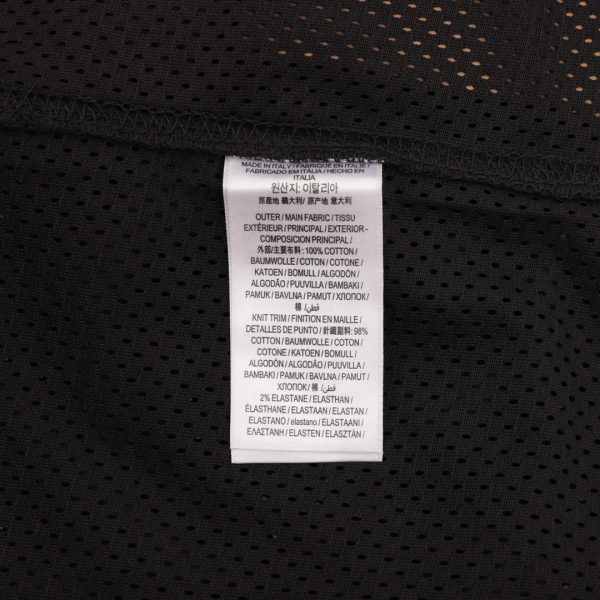 MADE IN ITALY / FABRIQUÉ EN ITALIE /
FABRICADO EM ITÁLIA / HECHO EN
ITALIA
원산지: 이탈리아
原產地 義大利 / 原产地 意大利
OUTER / MAIN FABRIC / TISSU
EXTÉRIEUR / PRINCIPAL / EXTERIOR -
COMPOSICION PRINCIPAL /
外部/主要布料: 100% COTTON /
BAUMWOLLE / COTON / COTONE /
KATOEN / BOMULL / ALGODÓN /
ALGODÃO / PUUVILLA / BAMBAKI /
PAMUK / BAVLNA / PAMUT / ХЛОПОК /
棉 /قطن/
KNIT TRIM / FINITION EN MAILLE /
DETALLES DE PUNTO / 針織副料: 98%
COTTON / BAUMWOLLE / COTON /
COTONE / KATOEN / BOMULL /
ALGODÓN / ALGODÃO / PUUVILLA /
BAMBAKI / PAMUK / BAVLNA / PAMUT /
ХЛОПОК / 棉 /قطن/
2% ELASTANE / ELASTHAN /
ÉLASTHANE / ELASTAAN / ELASTAN /
ELASTANO / elastano / ELASTAANI /
ΕΛΑΣΤΑΝΗ / ELASTEN / ELASZTÁN /